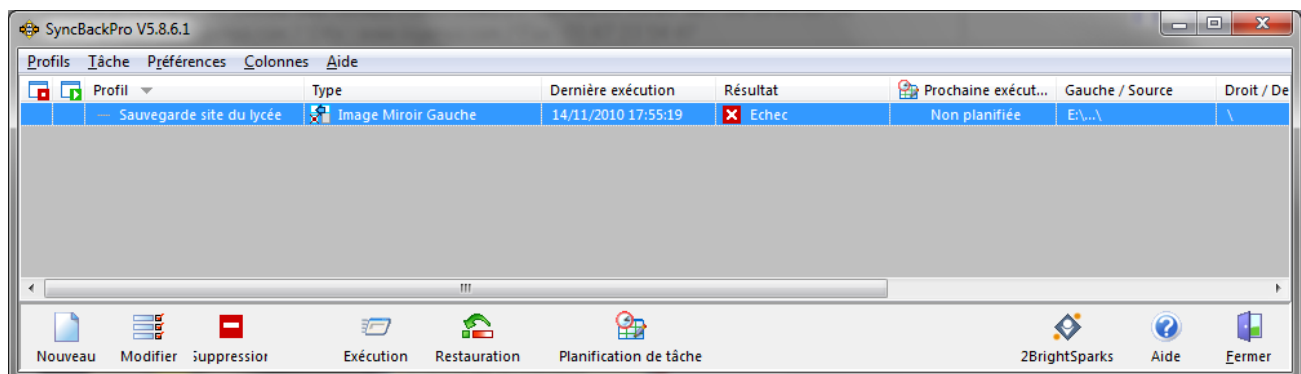 SyncBackPro V5.8.6.1
Profils Tâche Préférences Colonnes Aide
Profil Type Dernière exécution Résultat Prochaine exécut... Gauche / Source Droit / De
Sauvegarde site du lycée Image Miroir Gauche 14/11/2010 17:55:19 Echec Non planifiée E:\...\ \
Nouveau Modifier Suppression Exécution Restauration Planification de tâche 2BrightSparks Aide Fermer